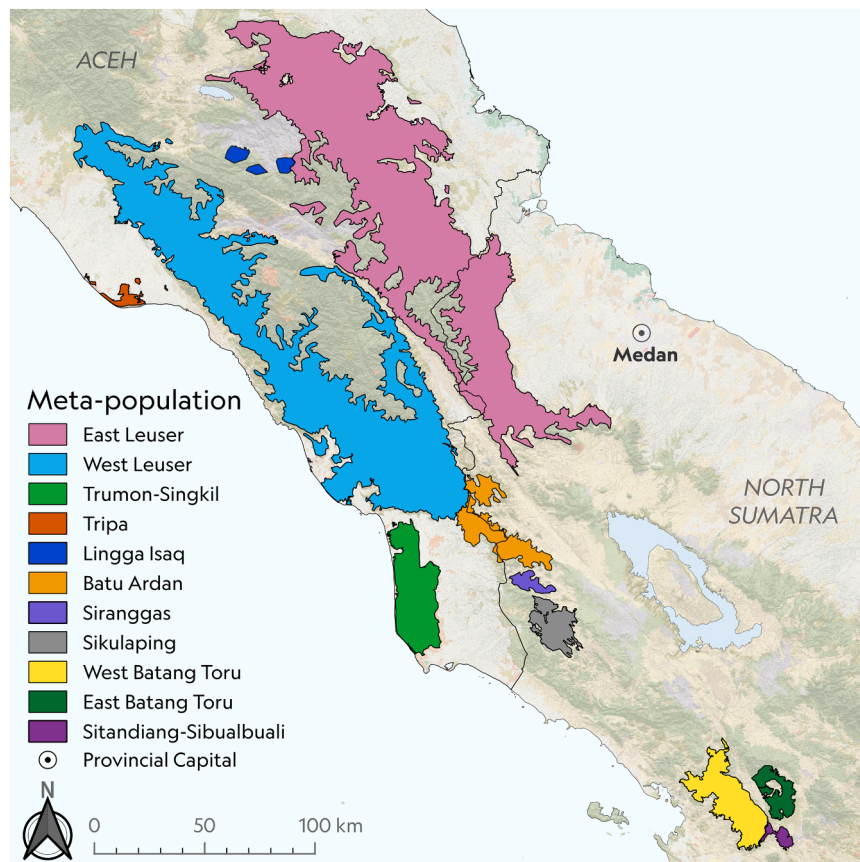 ACEH
Medan
NORTH
SUMATRA
Meta-population
East Leuser
West Leuser
Trumon-Singkil
Tripa
Lingga Isaq
Batu Ardan
Siranggas
Sikulaping
West Batang Toru
East Batang Toru
Sitandiang-Sibualbuali
Provincial Capital
N
0 50 100 km